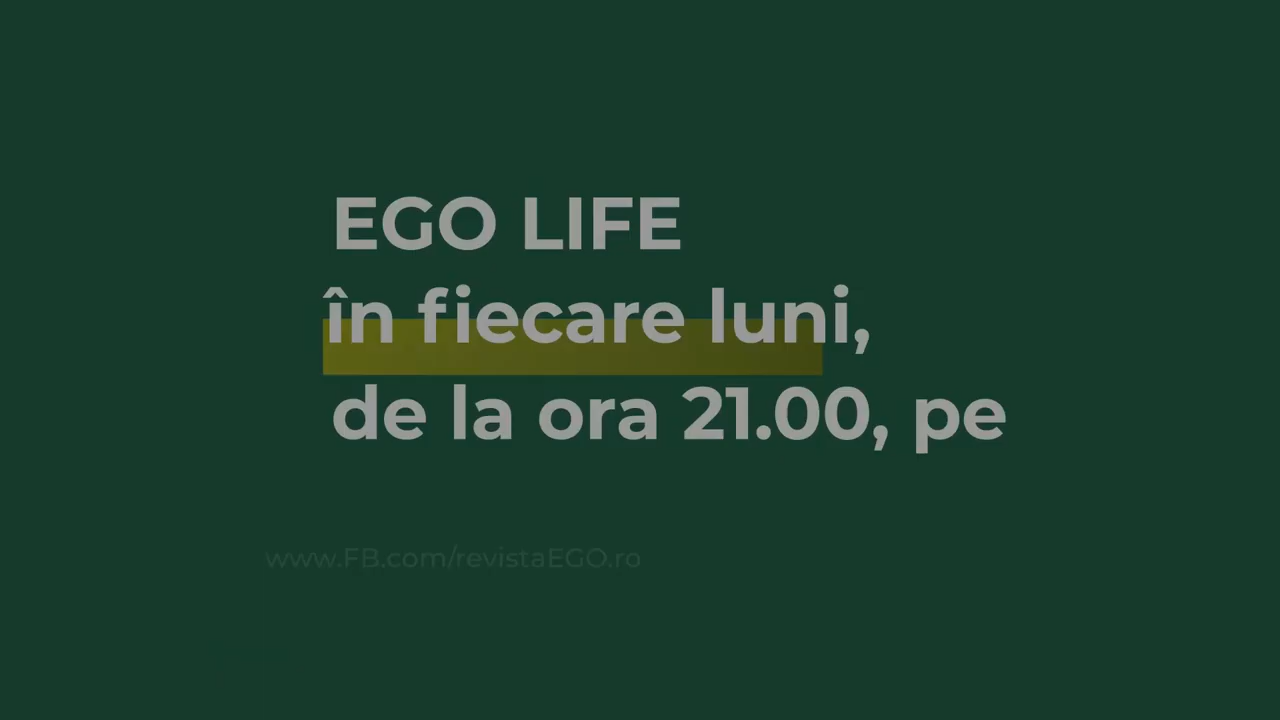 EGO LIFE
în fiecare luni,
de la ora 21.00, pe
www.FB.com/revistaEGO.ro